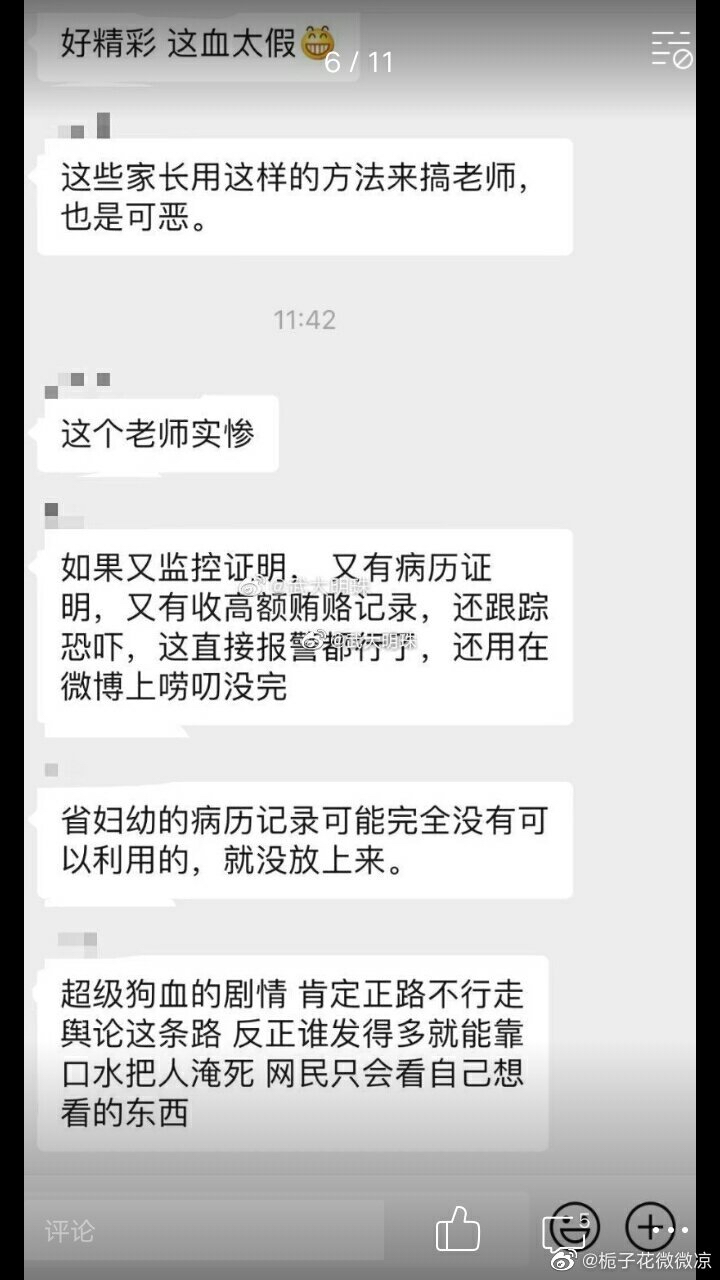 好精彩 这血太假
6 / 11
这些家长用这样的方法来搞老师，
也是可恶。
11:42
这个老师实惨
如果又监控证明， 又有病历证
明，又有收高额贿赂记录，还跟踪
恐吓，这直接报警都行了，还用在
微博上唠叨没完
@武大明珠
@武大明珠
省妇幼的病历记录可能完全没有可
以利用的，就没放上来。
超级狗血的剧情 肯定正路不行走
舆论这条路 反正谁发得多就能靠
口水把人淹死 网民只会看自己想
看的东西
评论
5
@栀子花微微凉